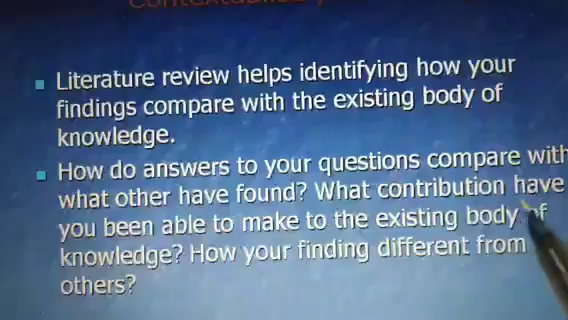 Literature review helps identifying how your
findings compare with the existing body of
knowledge.
How do answers to your questions compare with
what other have found? What contribution have
you been able to make to the existing body of
knowledge? How your finding different from
others?